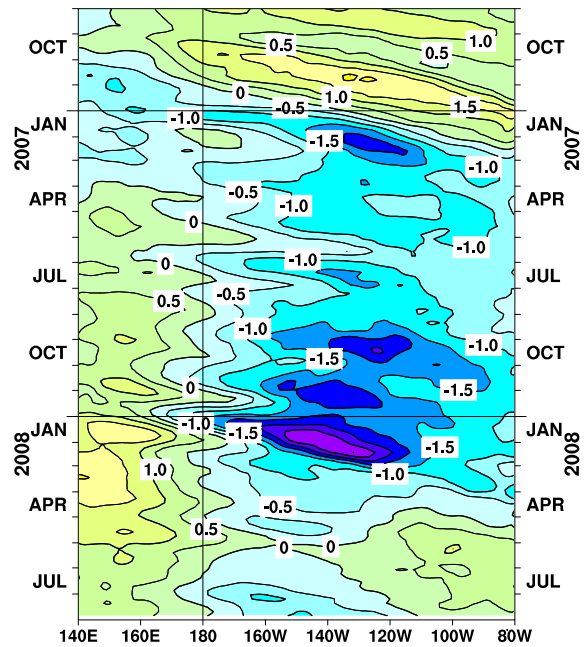 OCT 0.5 1.0 OCT
0.5
0
-0.5 1.0 1.5
JAN -1.0 JAN
2007 -1.5 2007
APR -0.5 -1.0 APR
0
-1.0
0 -1.0
JUL JUL
0.5 -0.5
-1.0
-1.0
OCT -1.5 OCT
0 -1.5
JAN -1.0 -1.5 JAN
-1.5
2008 1.0 -1.0 2008
APR -0.5 APR
0.5
0 0
JUL JUL
140E 160E 180 160W 140W 120W 100W 80W